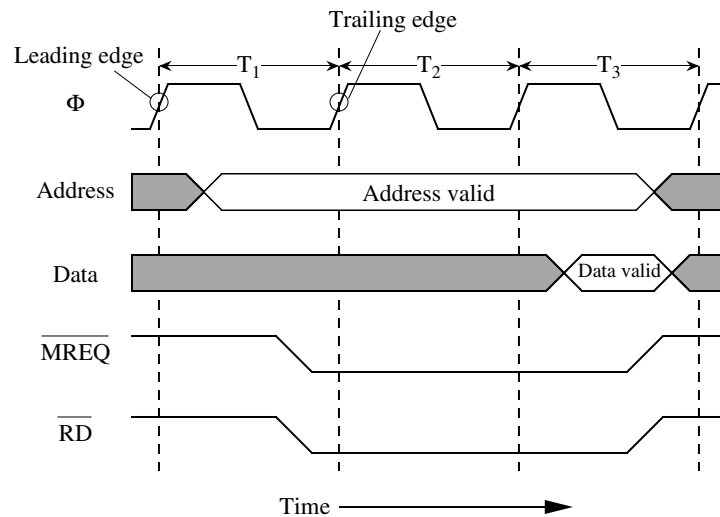 Trailing edge
Leading edge
T1 T2 T3
Φ
Address Address valid
Data Data valid
MREQ
RD
Time